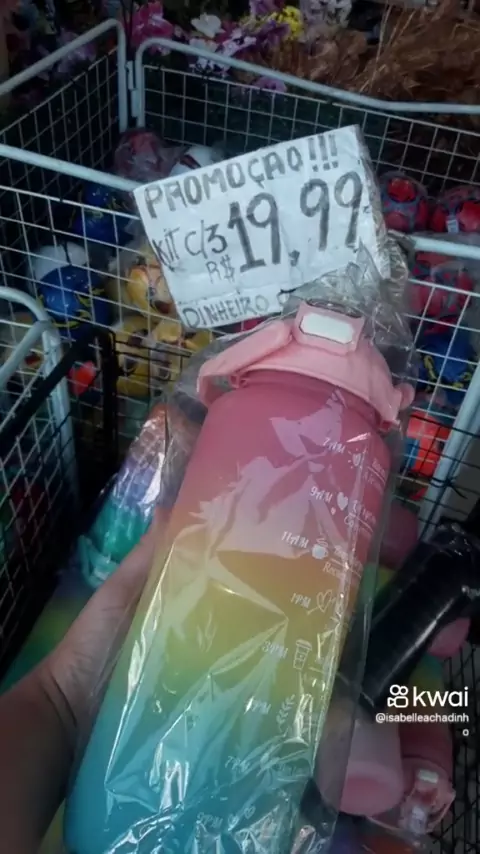 PROMOÇÃO!!!
KIT C/3
R$ 19,99
DINHEIRO
7AM
9AM
11AM
1PM
3PM
kwai
@isabelleachadinh
o